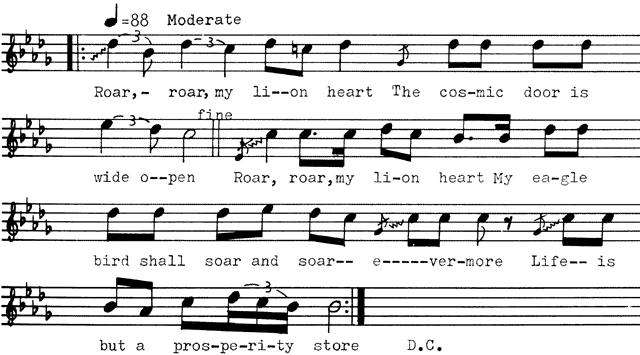 =88 Moderate
3 3
Roar,- roar,my li--on heart The cos-mic door is
3 fine
wide o--pen Roar, roar,my li-on heart My ea-gle
bird shall soar and soar-- e-----ver-more Life-- is
3
but a pros-pe-ri-ty store D.C.